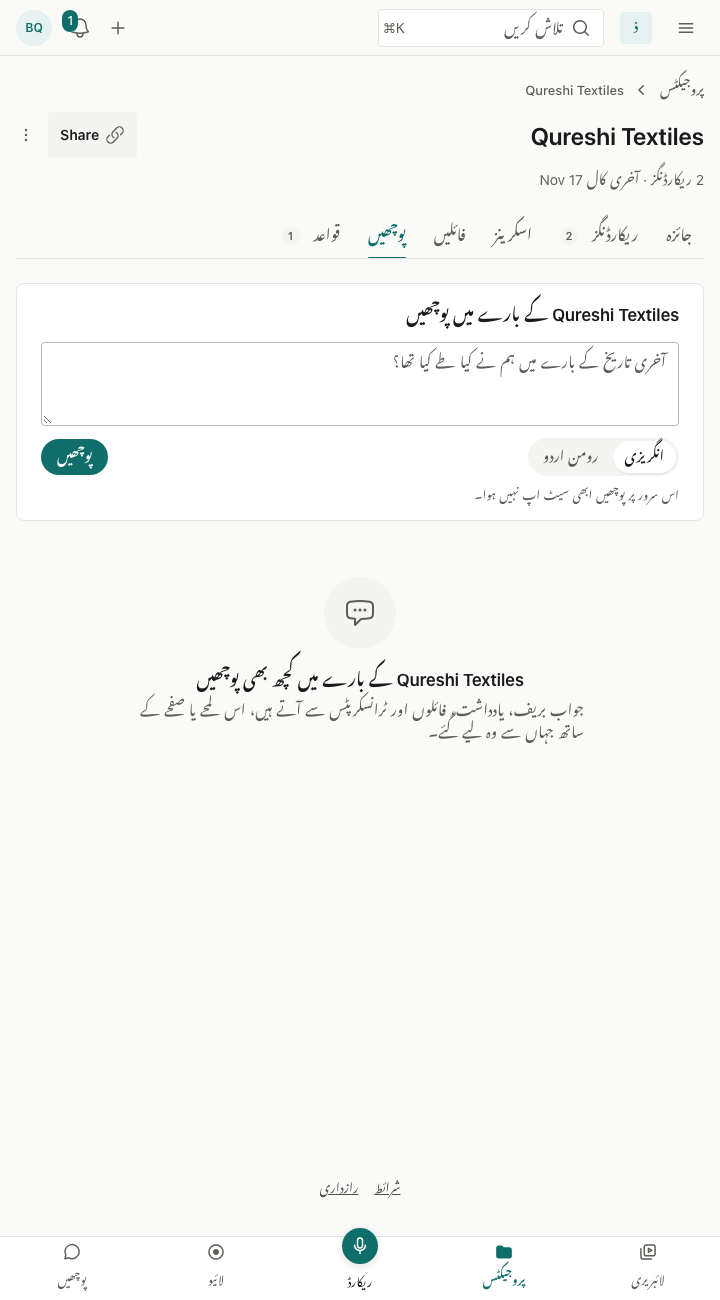 ذ
تلاش کریں
⌘K
1
BQ
پروجیکٹس
Qureshi Textiles
Qureshi Textiles
Share
2 ریکارڈنگز · آخری کال 17 Nov
جائزہ
ریکارڈنگز 2
اسکرینز
فائلیں
پوچھیں
قواعد 1
Qureshi Textiles کے بارے میں پوچھیں
آخری تاریخ کے بارے میں ہم نے کیا طے کیا تھا؟
انگریزی
رومن اردو
پوچھیں
اس سرور پر پوچھیں ابھی سیٹ اپ نہیں ہوا۔
Qureshi Textiles کے بارے میں کچھ بھی پوچھیں
جواب بریف، یادداشت، فائلوں اور ٹرانسکرپٹس سے آتے ہیں، اس لمحے یا صفحے کے
ساتھ جہاں سے وہ لیے گئے۔
شرائط
رازداری
لائبریری
پروجیکٹس
ریکارڈ
لائیو
پوچھیں